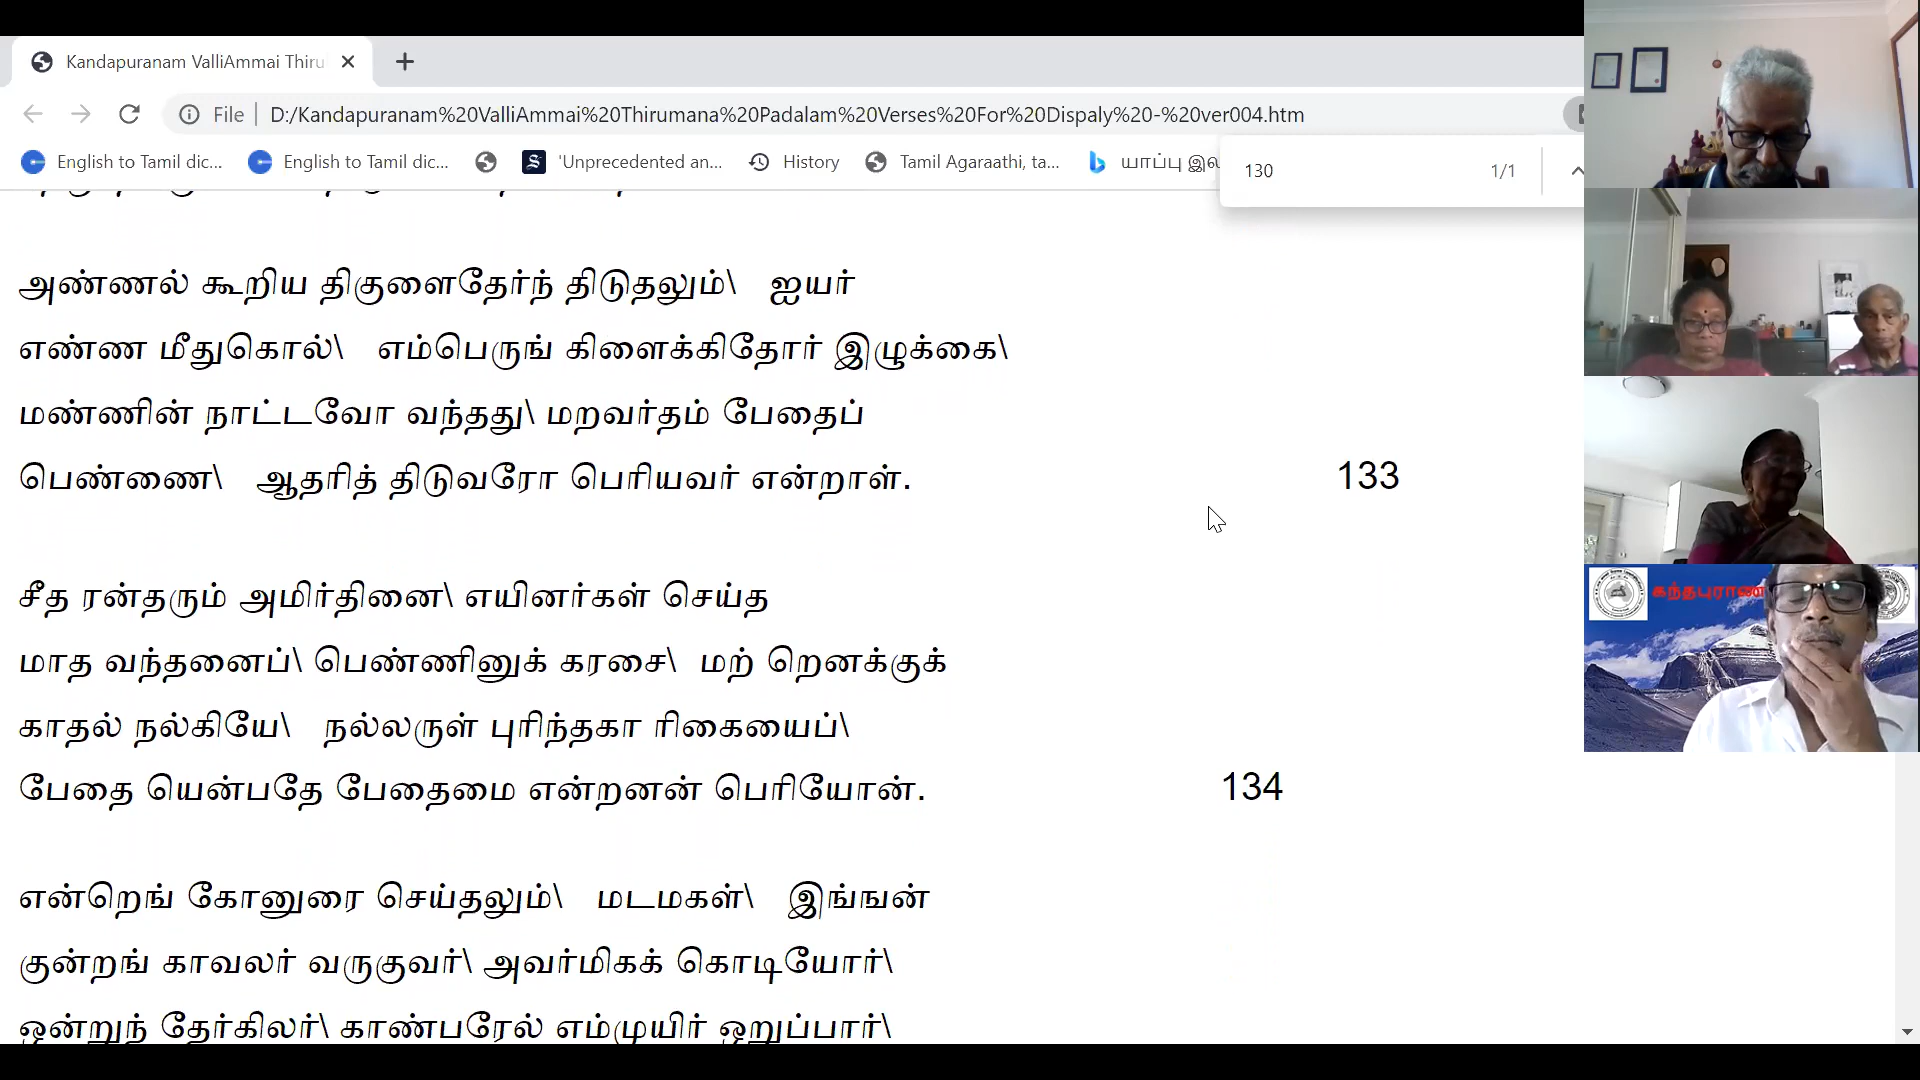 Kandapuranam ValliAmmai Thiru
File
D:/Kandapuranam%20ValliAmmai%20Thirumana%20Padalam%20Verses%20For%20Dispaly%20-%20ver004.htm
English to Tamil dic...
English to Tamil dic...
'Unprecedented an...
History
Tamil Agaraathi, ta...
யாப்பு இல
130
1/1
அண்ணல் கூறிய திகுளைதேர்ந் திடுதலும்\ ஐயர்
எண்ண மீதுகொல்\ எம்பெருங் கிளைக்கிதோர் இழுக்கை\
மண்ணின் நாட்டவோ வந்தது\ மறவர்தம் பேதைப்
பெண்ணை\ ஆதரித் திடுவரோ பெரியவர் என்றாள். 133
சீத ரன்தரும் அமிர்தினை\ எயினர்கள் செய்த
மாத வந்தனைப்\ பெண்ணினுக் கரசை\ மற் றெனக்குக்
காதல் நல்கியே\ நல்லருள் புரிந்தகா ரிகையைப்\
பேதை யென்பதே பேதைமை என்றனன் பெரியோன். 134
என்றெங் கோனுரை செய்தலும்\ மடமகள்\ இங்ஙன்
குன்றங் காவலர் வருகுவர்\ அவர்மிகக் கொடியோர்\
ஒன்றுந் தேர்கிலர்\ காண்பரேல் எம்முயிர் ஒறுப்பார்\
கந்தபுராண